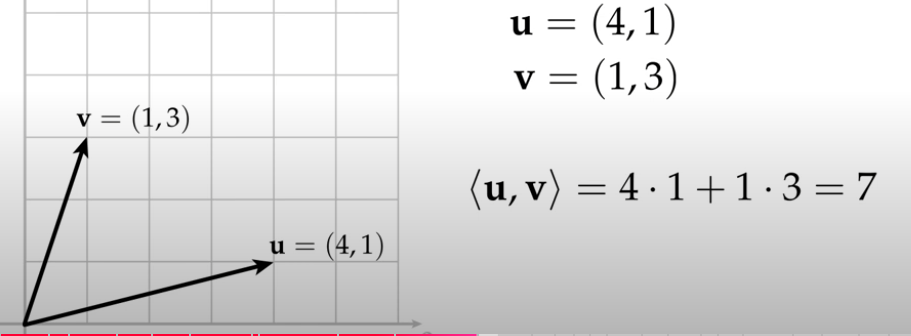 u = (4, 1)
v = (1, 3)
v = (1, 3)
⟨u, v⟩ = 4 · 1 + 1 · 3 = 7
u = (4, 1)